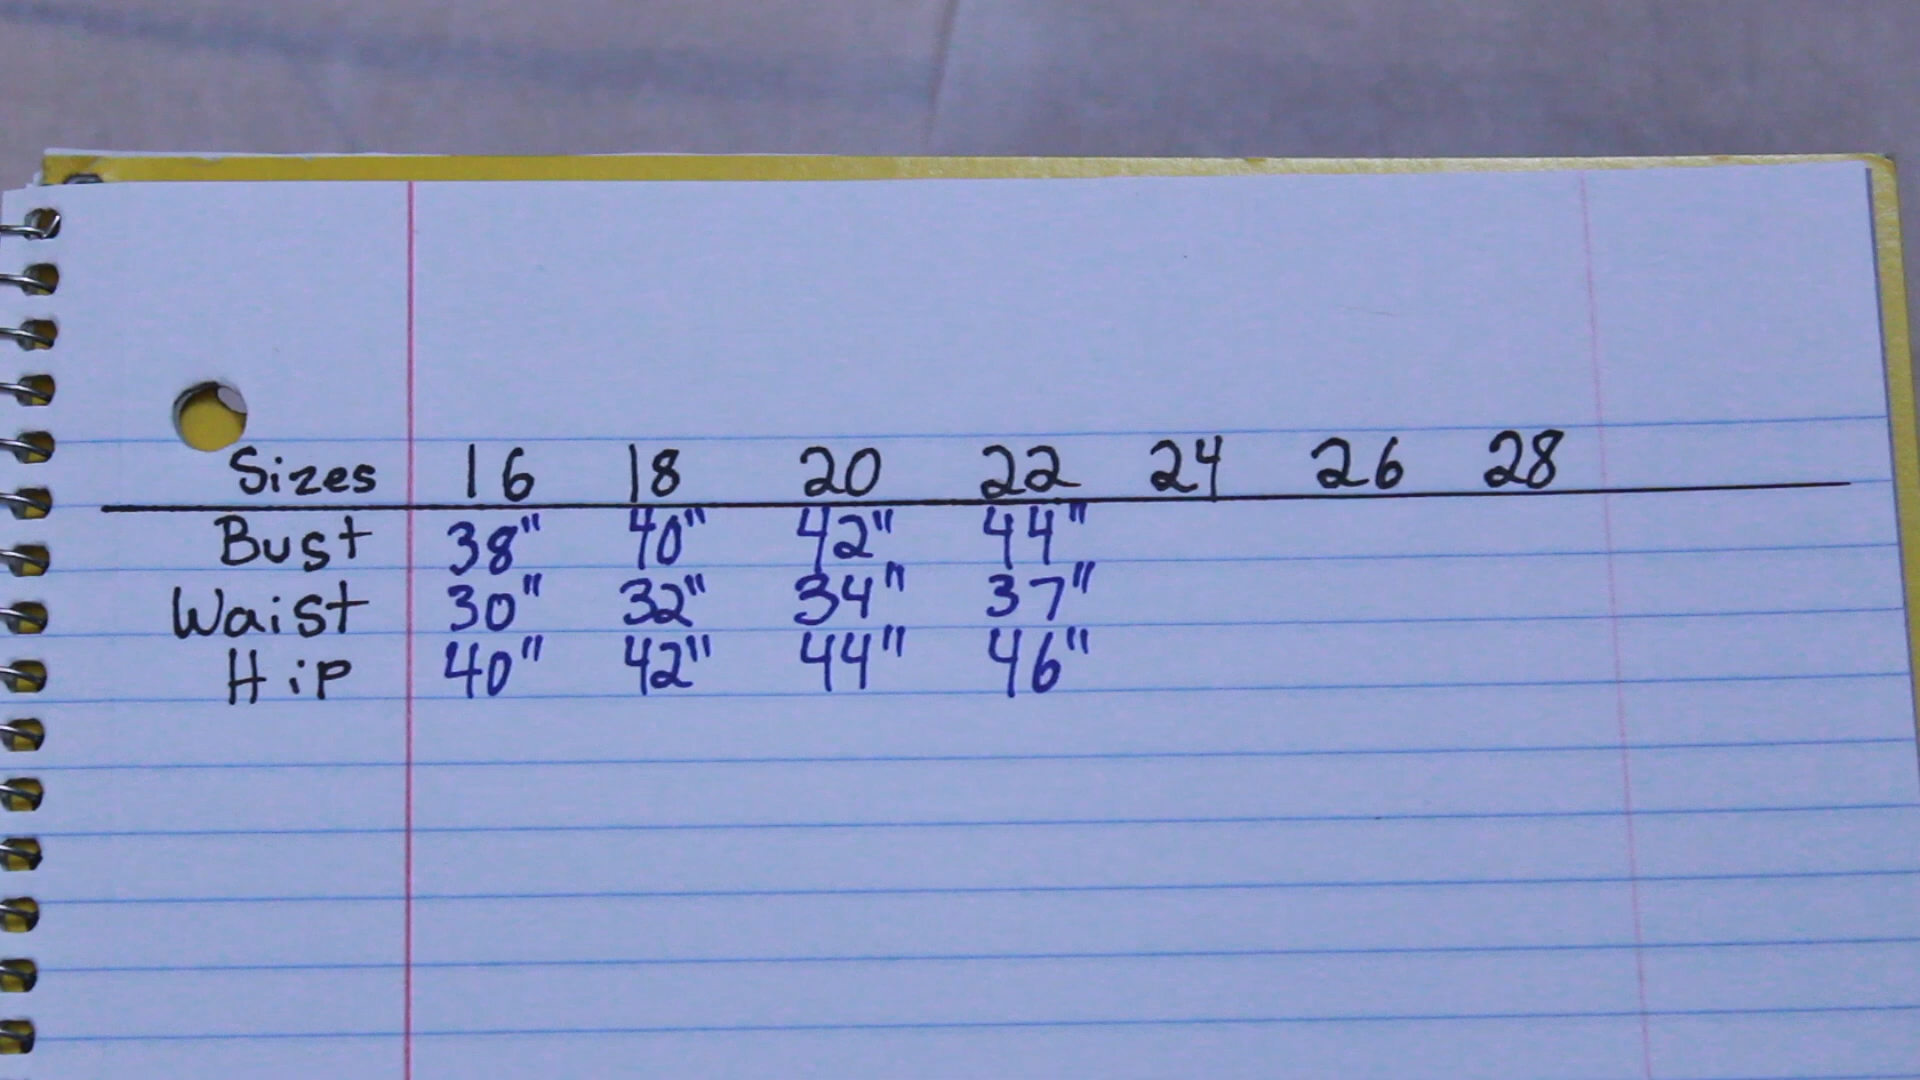 Sizes 16 18 20 22 24 26 28
Bust 38" 40" 42" 44"
Waist 30" 32" 34" 37"
Hip 40" 42" 44" 46"